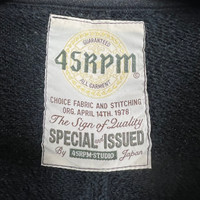 GUARANTEED
45RPM
ALL GARMENT
CHOICE FABRIC AND STITCHING
ORG. APRIL 14TH. 1978
The Sign of Quality
SPECIAL ISSUED
By 45RPM STUDIO Japan